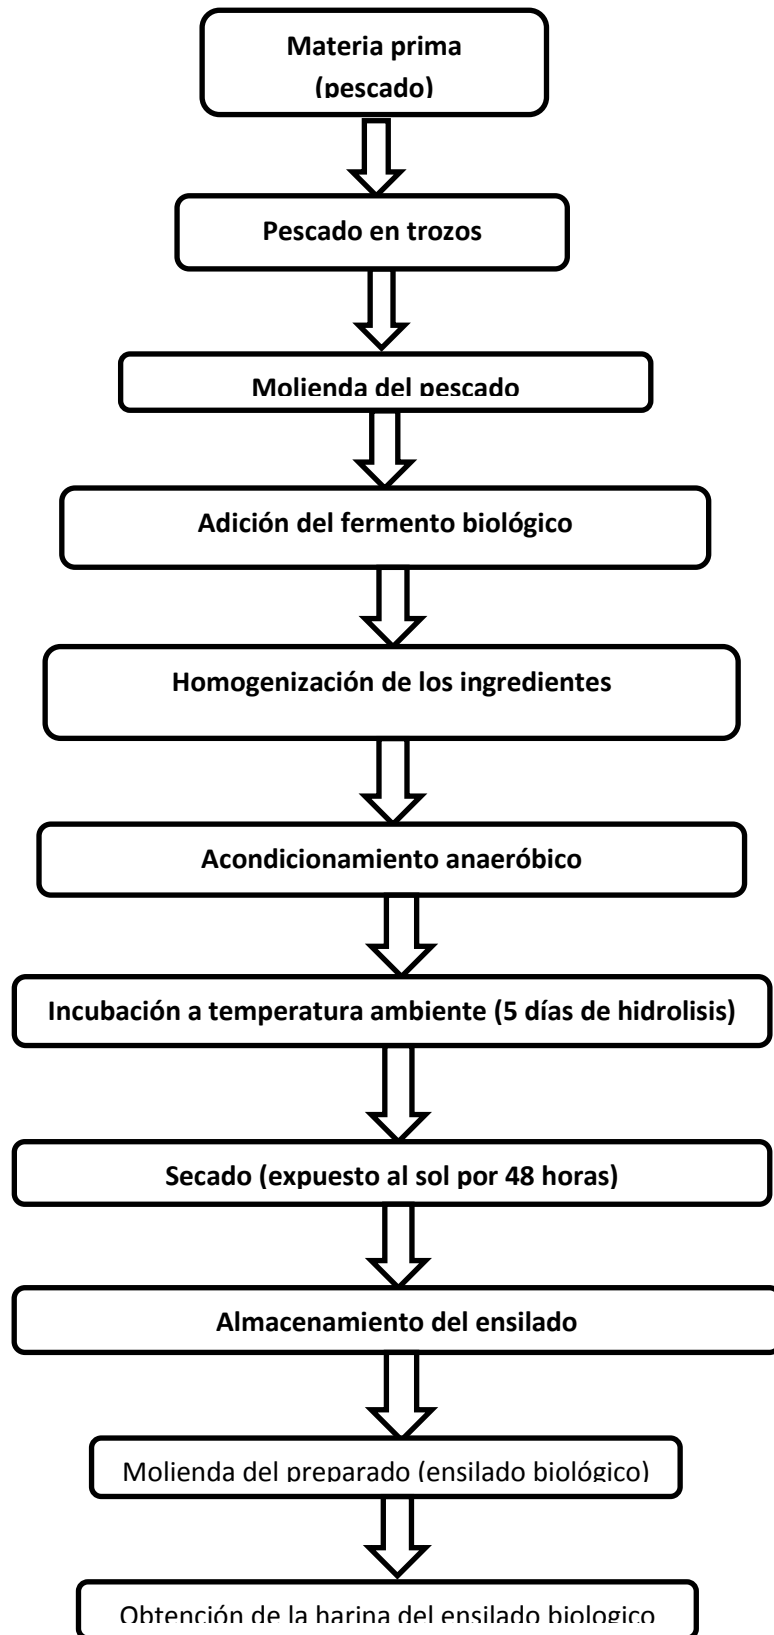 Materia prima
(pescado)
Pescado en trozos
Molienda del pescado
Adición del fermento biológico
Homogenización de los ingredientes
Acondicionamiento anaeróbico
Incubación a temperatura ambiente (5 días de hidrolisis)
Secado (expuesto al sol por 48 horas)
Almacenamiento del ensilado
Molienda del preparado (ensilado biológico)
Obtención de la harina del ensilado biologico